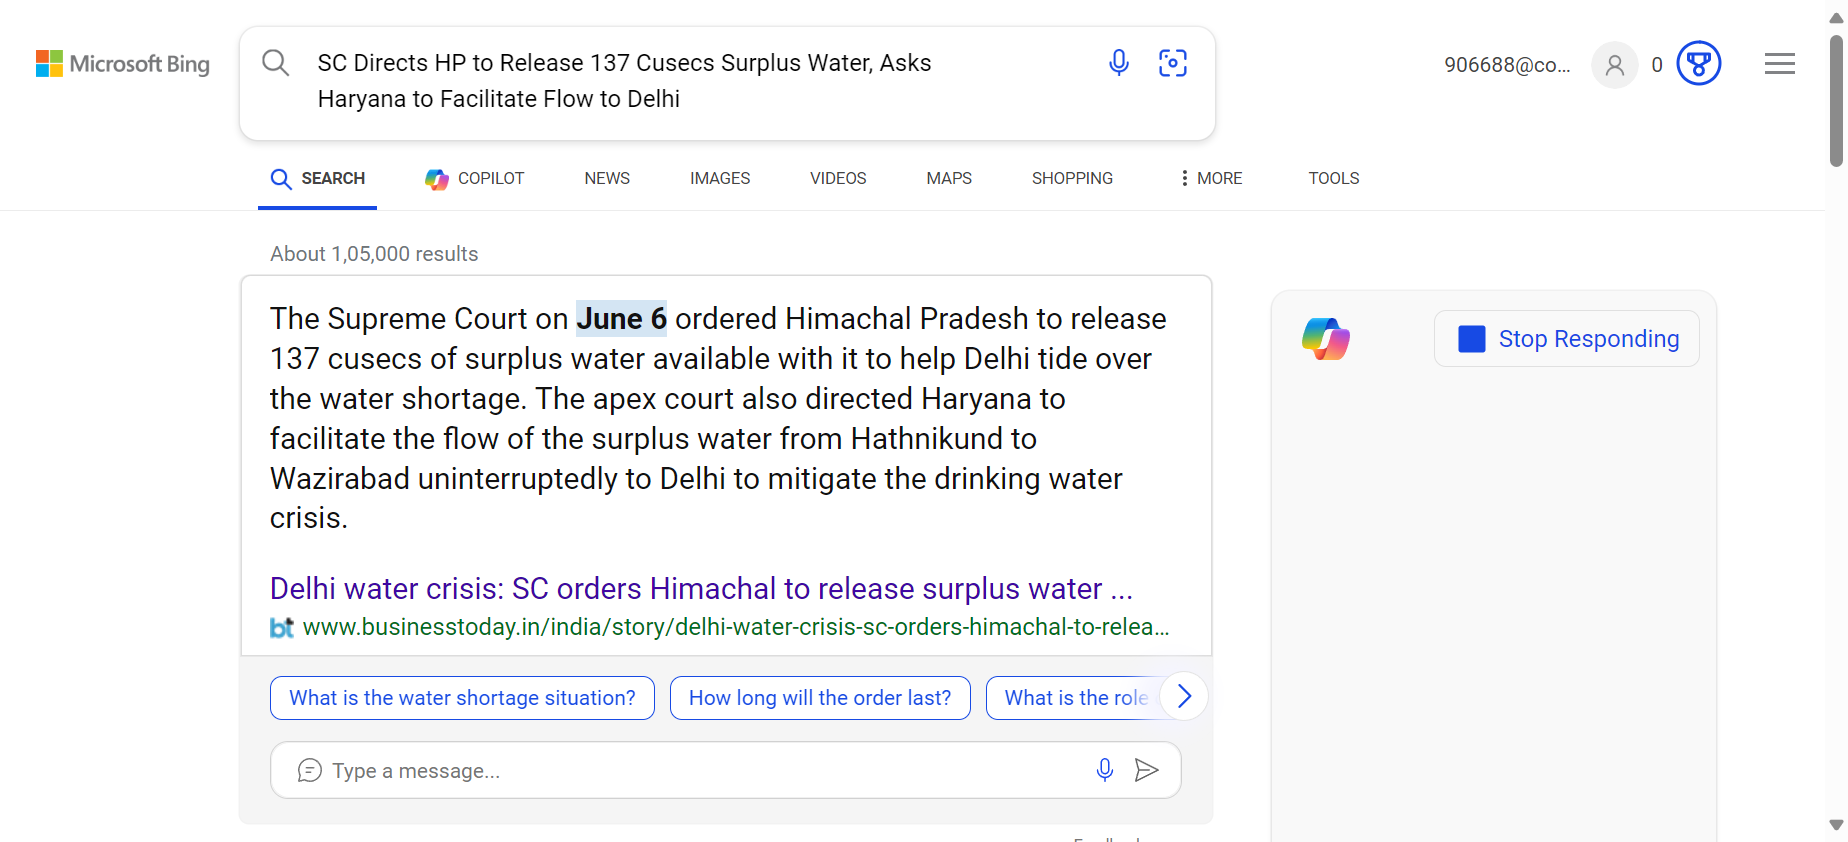 Microsoft Bing
SC Directs HP to Release 137 Cusecs Surplus Water, Asks
Haryana to Facilitate Flow to Delhi
906688@co...
0
SEARCH
COPILOT
NEWS
IMAGES
VIDEOS
MAPS
SHOPPING
MORE
TOOLS
About 1,05,000 results
The Supreme Court on June 6 ordered Himachal Pradesh to release
137 cusecs of surplus water available with it to help Delhi tide over
the water shortage. The apex court also directed Haryana to
facilitate the flow of the surplus water from Hathnikund to
Wazirabad uninterruptedly to Delhi to mitigate the drinking water
crisis.
Delhi water crisis: SC orders Himachal to release surplus water ...
bt www.businesstoday.in/india/story/delhi-water-crisis-sc-orders-himachal-to-relea...
What is the water shortage situation?
How long will the order last?
What is the role
Type a message...
Stop Responding